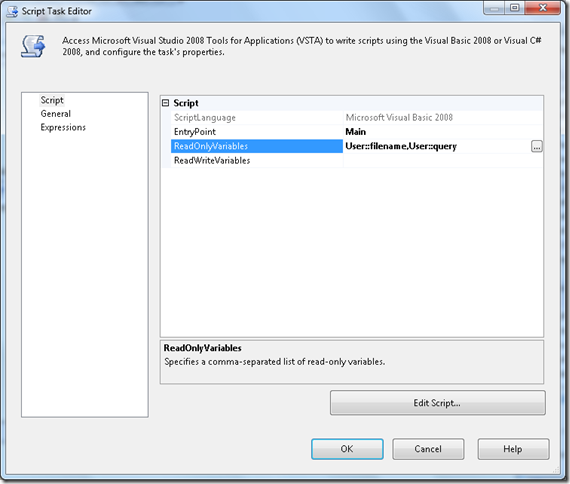 Script Task Editor
Access Microsoft Visual Studio 2008 Tools for Applications (VSTA) to write scripts using the Visual Basic 2008 or Visual C#
2008, and configure the task's properties.
Script
General
Expressions
Script
ScriptLanguage Microsoft Visual Basic 2008
EntryPoint Main
ReadOnlyVariables User::filename,User::query ...
ReadWriteVariables
ReadOnlyVariables
Specifies a comma-separated list of read-only variables.
Edit Script...
OK Cancel Help